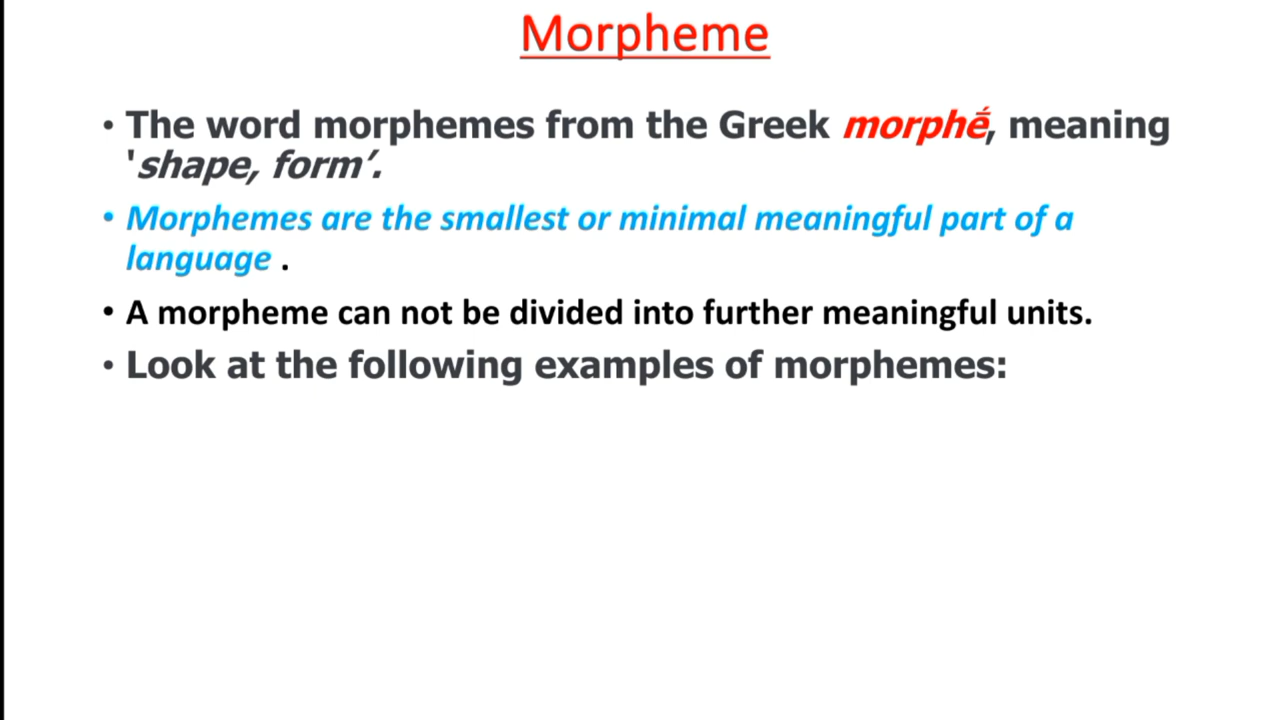 Morpheme
• The word morphemes from the Greek morphḗ, meaning
'shape, form’.
• Morphemes are the smallest or minimal meaningful part of a
language .
• A morpheme can not be divided into further meaningful units.
• Look at the following examples of morphemes: